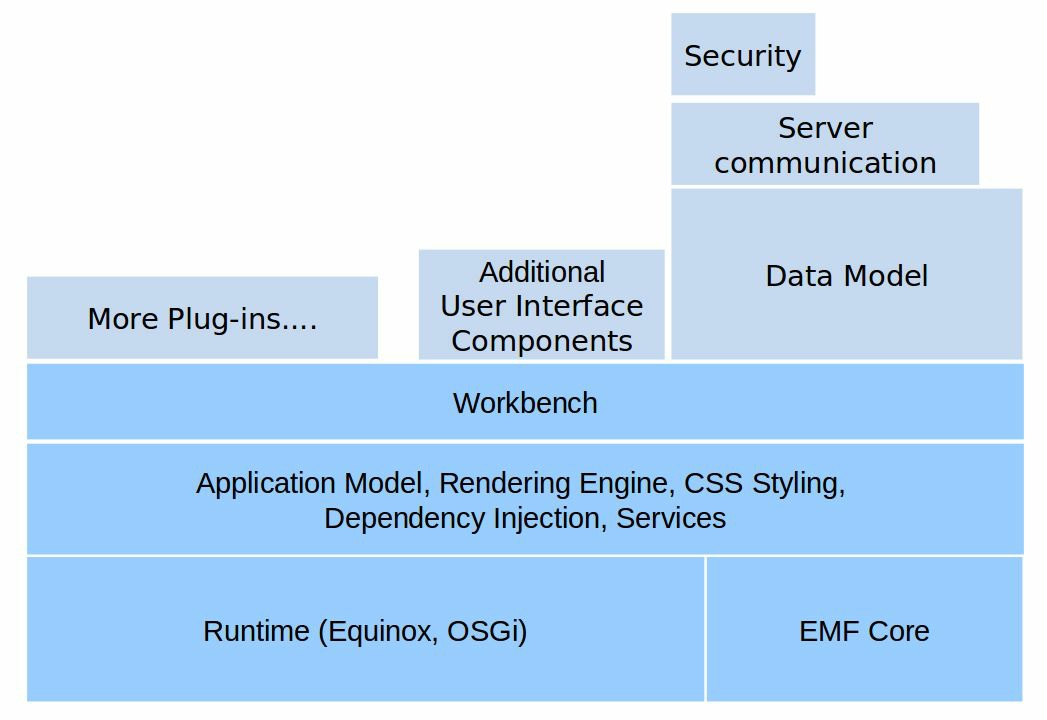 Security
Server
communication
Data Model
Additional
User Interface
Components
More Plug-ins....
Workbench
Application Model, Rendering Engine, CSS Styling,
Dependency Injection, Services
Runtime (Equinox, OSGi)
EMF Core